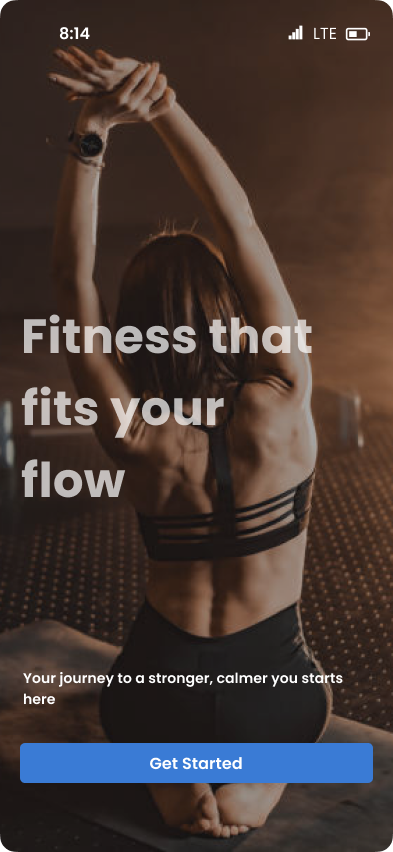 8:14 LTE
Fitness that
fits your
flow
Your journey to a stronger, calmer you starts
here
Get Started